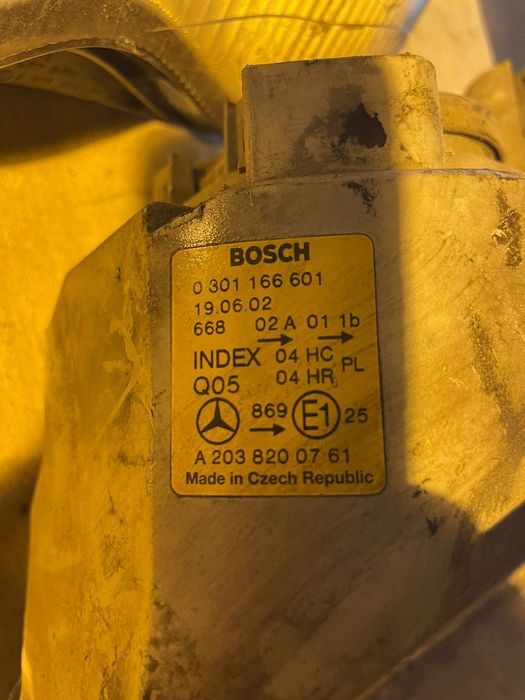 BOSCH
0 301 166 601
19.06.02
668 02 A 01 1b
INDEX 04 HC PL
Q05 04 HR
869 E1 25
A 203 820 07 61
Made in Czech Republic